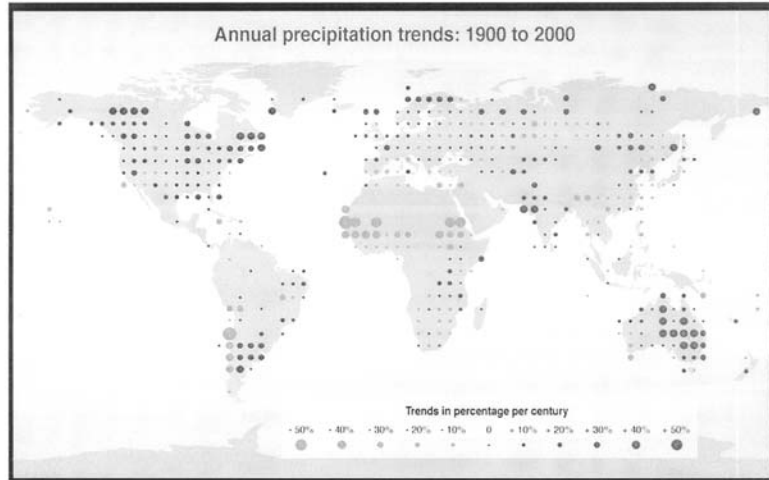 Annual precipitation trends: 1900 to 2000
Trends in percentage per century
- 50% - 40% - 30% - 20% - 10% 0 + 10% + 20% + 30% + 40% + 50%